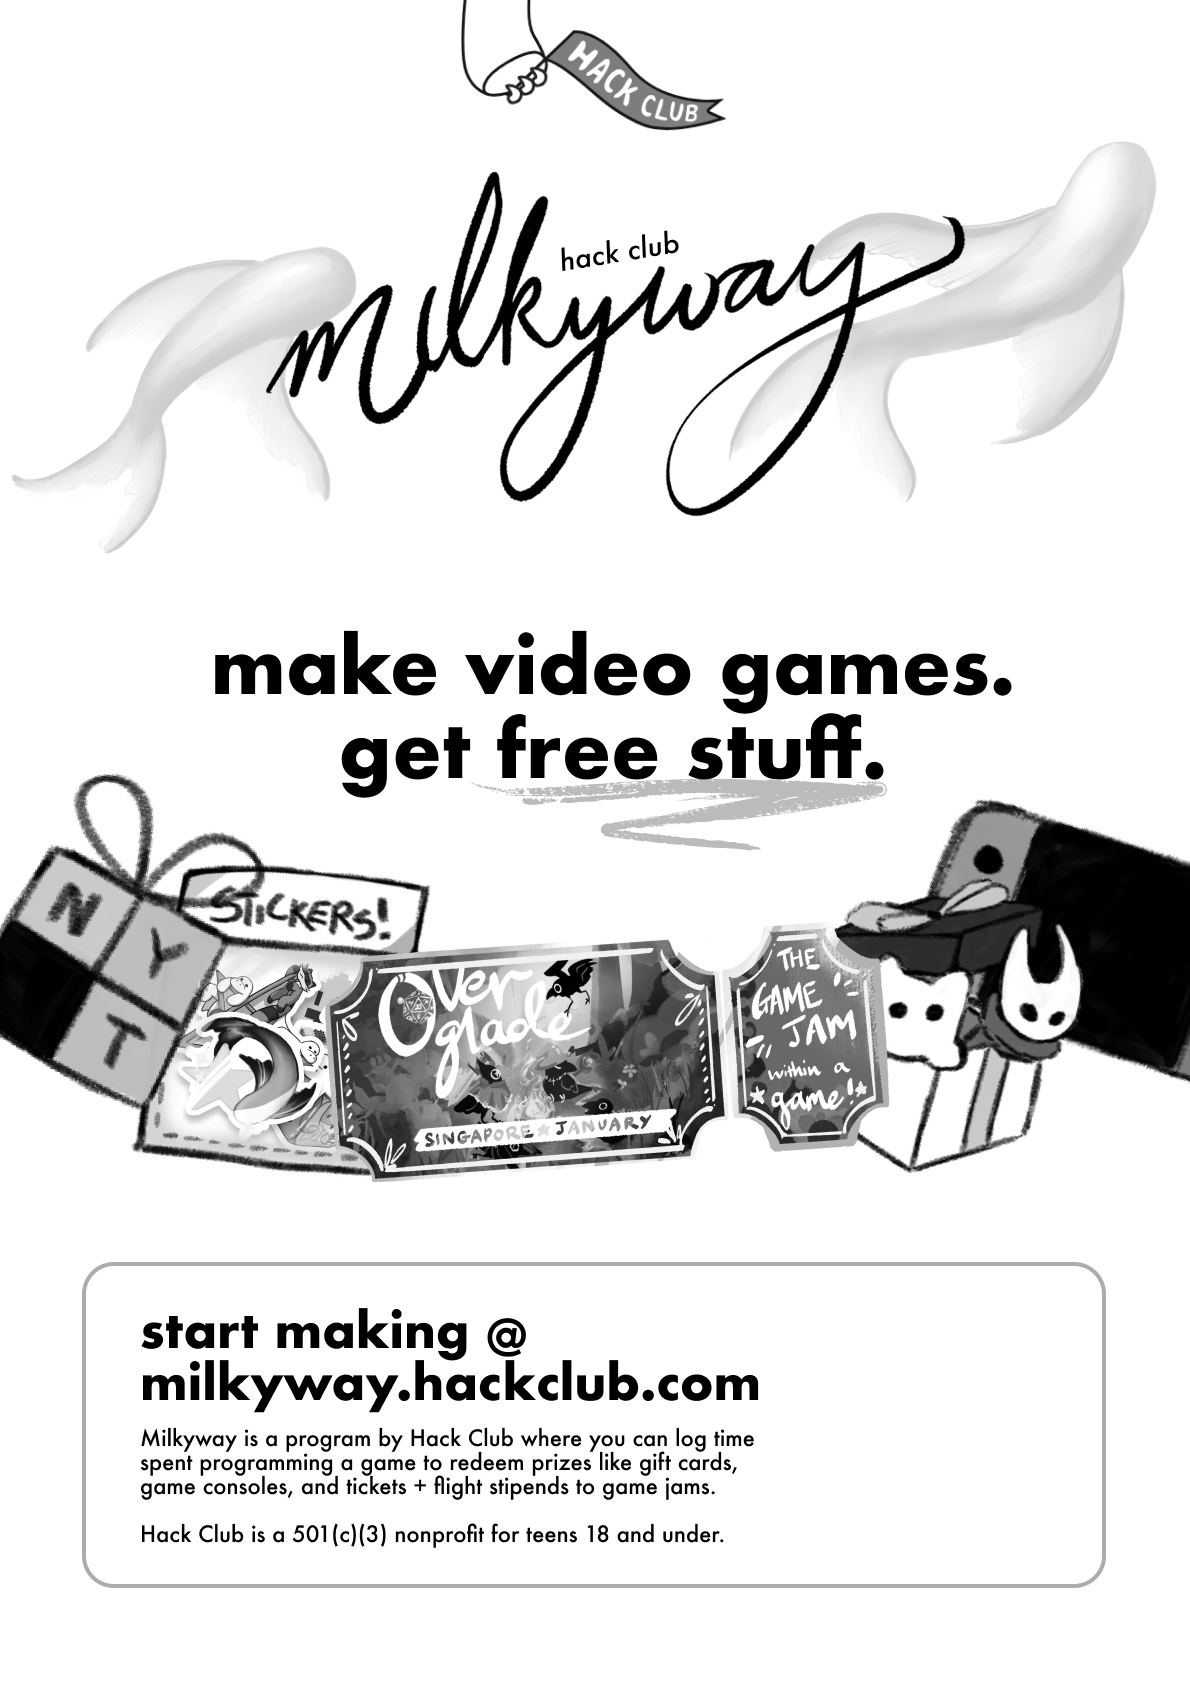 HACK CLUB
hack club
milkyway
make video games.
get free stuff.
N Y
T
STICKERS!
Over
glade
SINGAPORE ★ JANUARY
THE
GAME
JAM
within a
game!
start making @
milkyway.hackclub.com
Milkyway is a program by Hack Club where you can log time
spent programming a game to redeem prizes like gift cards,
game consoles, and tickets + flight stipends to game jams.
Hack Club is a 501(c)(3) nonprofit for teens 18 and under.